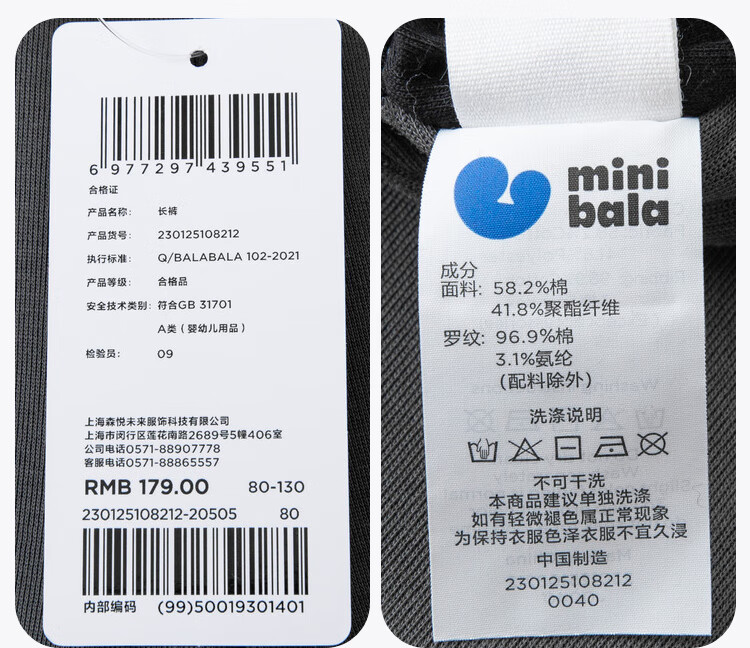 6 977297 439551
合格证
产品名称: 长裤
产品货号: 230125108212
执行标准: Q/BALABALA 102-2021
产品等级: 合格品
安全技术类别: 符合GB 31701
A类（婴幼儿用品）
检验员: 09
上海森悦未来服饰科技有限公司
上海市闵行区莲花南路2689号5幢406室
公司电话0571-88907778
客服电话0571-88865557
RMB 179.00 80-130
230125108212-20505 80
内部编码 (99)50019301401
mini
bala
成分
面料: 58.2%棉
41.8%聚酯纤维
罗纹: 96.9%棉
3.1%氨纶
（配料除外）
洗涤说明
不可干洗
本商品建议单独洗涤
如有轻微褪色属正常现象
为保持衣服色泽衣服不宜久浸
中国制造
230125108212
0040